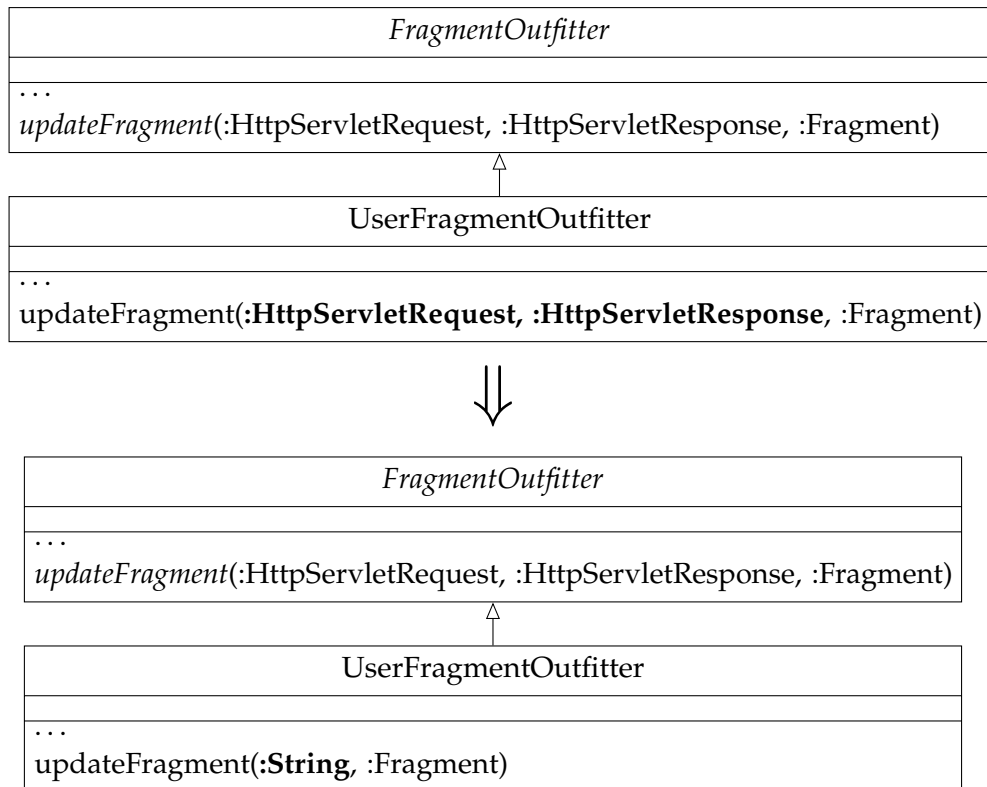 FragmentOutfitter
. . .
updateFragment(:HttpServletRequest, :HttpServletResponse, :Fragment)
UserFragmentOutfitter
. . .
updateFragment(:HttpServletRequest, :HttpServletResponse, :Fragment)
⇓
FragmentOutfitter
. . .
updateFragment(:HttpServletRequest, :HttpServletResponse, :Fragment)
UserFragmentOutfitter
. . .
updateFragment(:String, :Fragment)